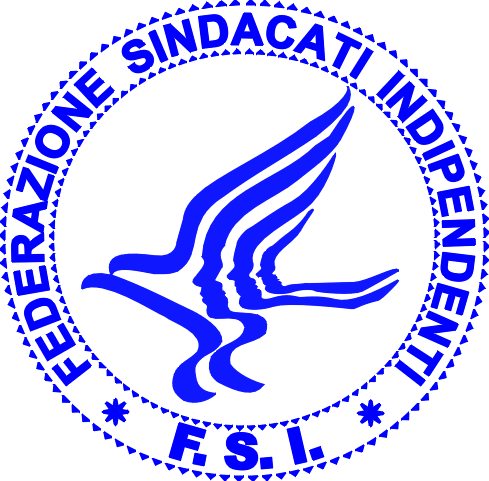 FEDERAZIONE SINDACATI INDIPENDENTI
F. S. I.